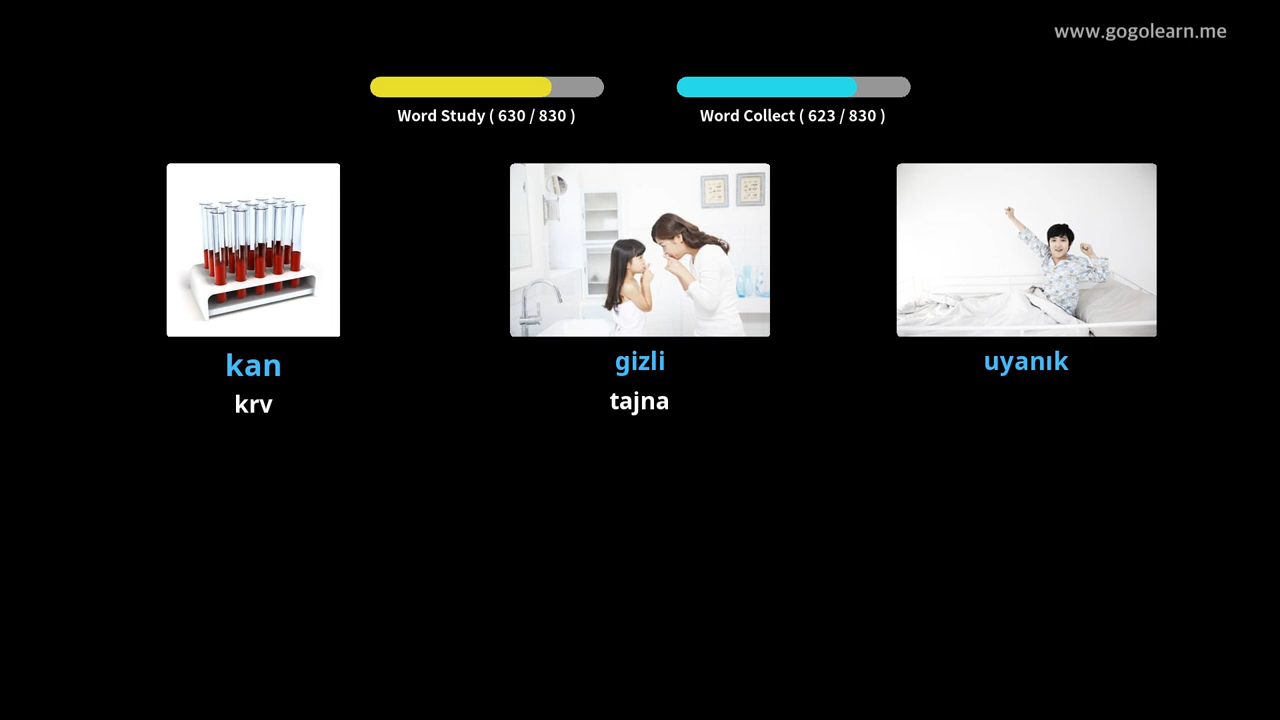 www.gogolearn.me
Word Study ( 630 / 830 )
Word Collect ( 623 / 830 )
kan
krv
gizli
tajna
uyanık